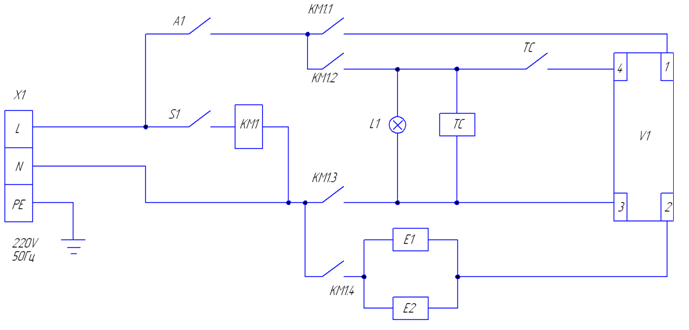 A1
KM1.1
KM1.2
TC
4
1
X1
L
S1
KM1
L1
TC
V1
N
PE
KM1.3
3
2
220V
50Гц
E1
KM1.4
E2